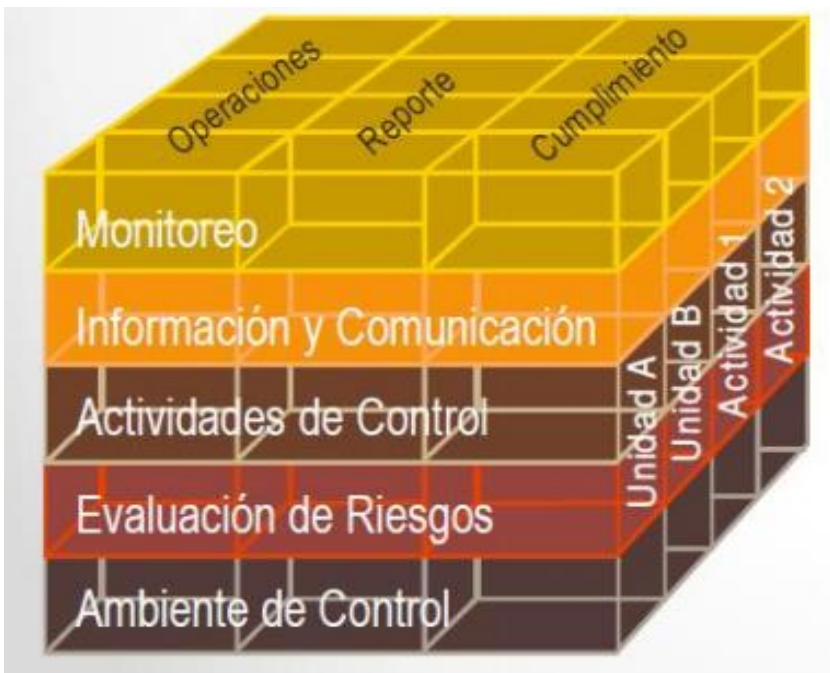 Operaciones
Reporte
Cumplimiento
Monitoreo
Información y Comunicación
Actividades de Control
Evaluación de Riesgos
Ambiente de Control
Unidad A
Unidad B
Actividad 1
Actividad 2